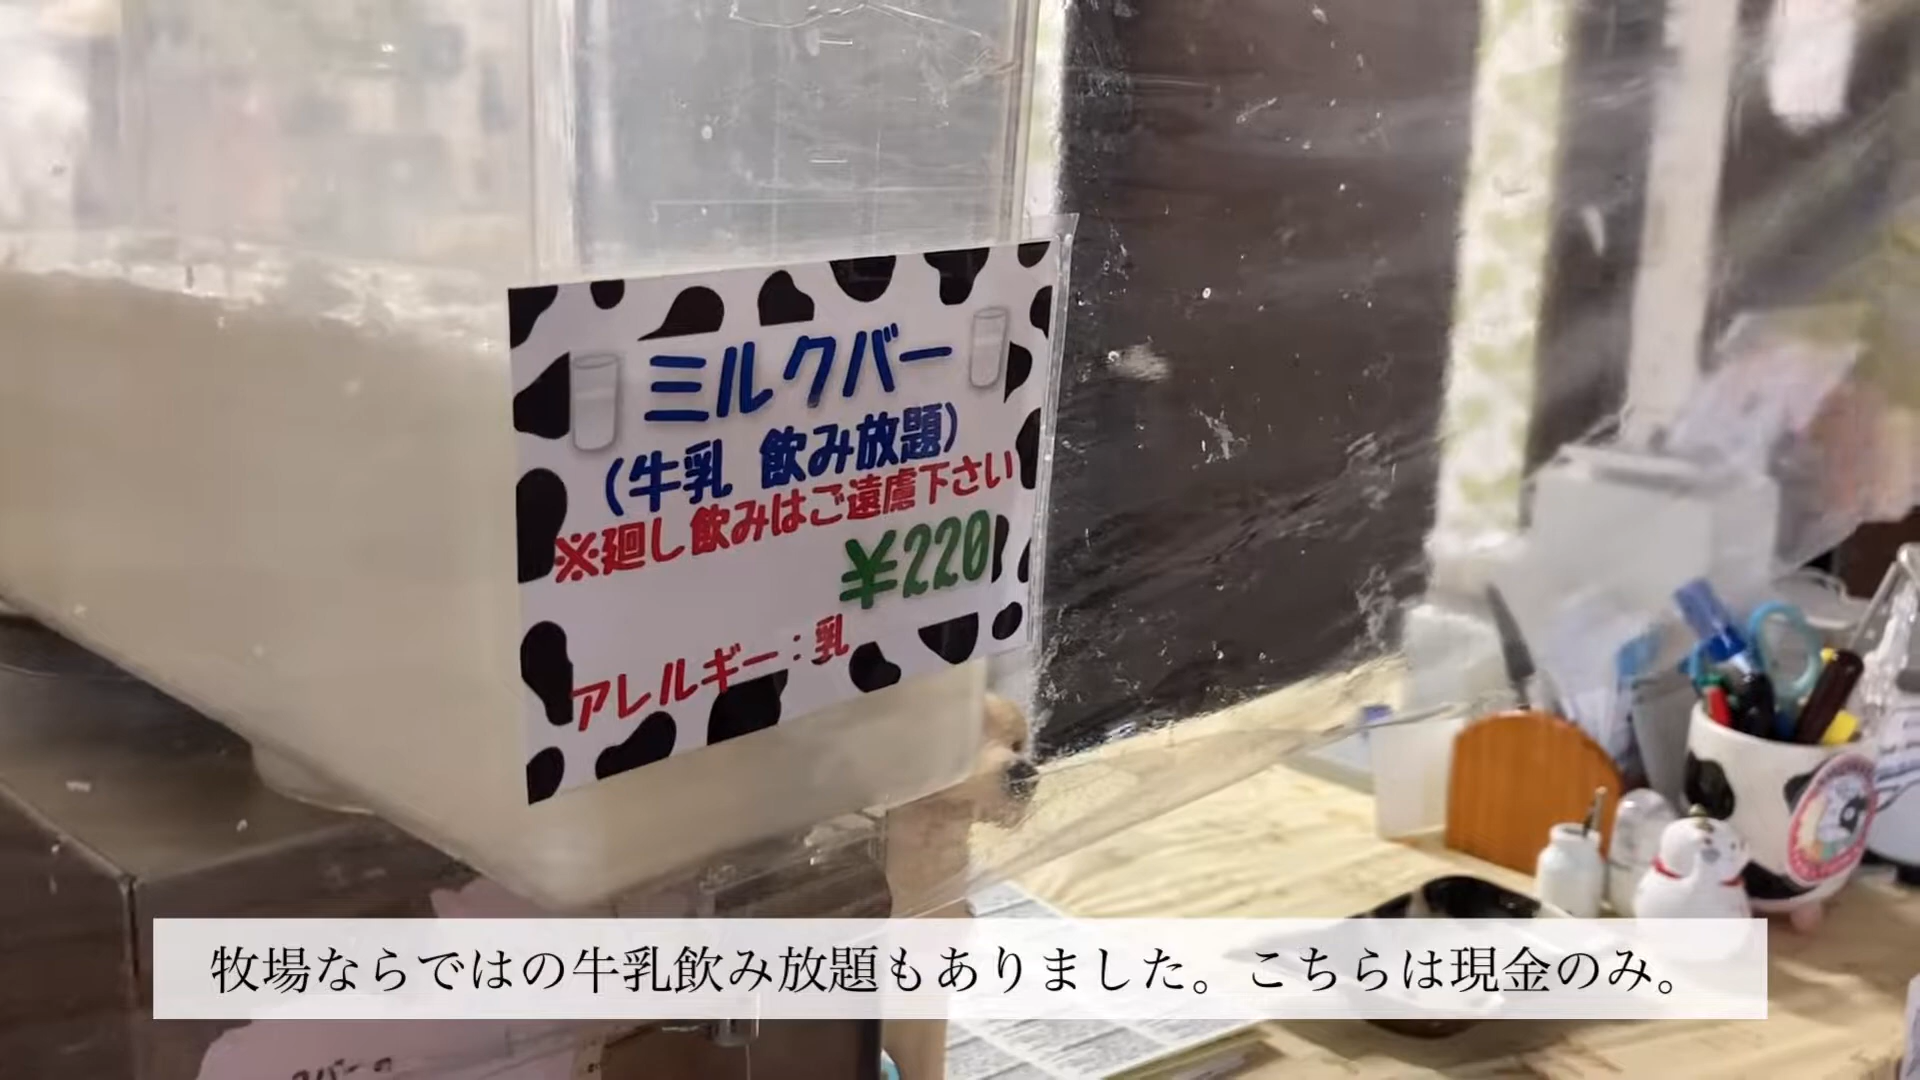 ミルクバー
(牛乳 飲み放題)
※廻し飲みはご遠慮下さい
¥220
アレルギー：乳
牧場ならではの牛乳飲み放題もありました。こちらは現金のみ。